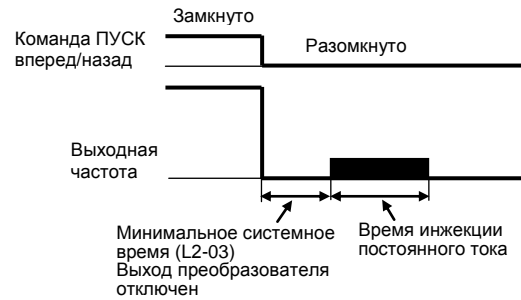 Замкнуто
Команда ПУСК
вперед/назад
Разомкнуто
Выходная
частота
Минимальное системное
время (L2-03)
Выход преобразователя
отключен
Время инжекции
постоянного тока